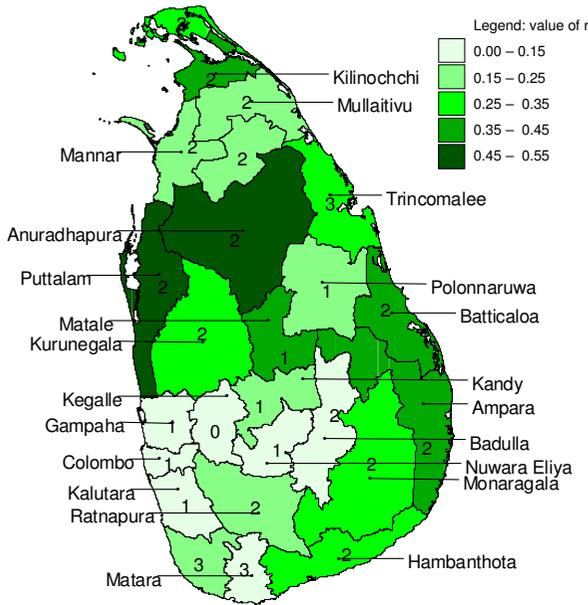 Legend: value of r
0.00 – 0.15
0.15 – 0.25
0.25 – 0.35
0.35 – 0.45
0.45 – 0.55
2 Kilinochchi
2 Mullaitivu
Mannar 2
2
3 Trincomalee
Anuradhapura 2
Puttalam 2
1 Polonnaruwa
2 Batticaloa
Matale
Kurunegala 2
1
Kandy
Kegalle
1
Ampara
2
Gampaha 1
0
Badulla
2
Colombo 1
1 Nuwara Eliya
2 Monaragala
Kalutara
1
Ratnapura 2
2 Hambanthota
3
Matara 3